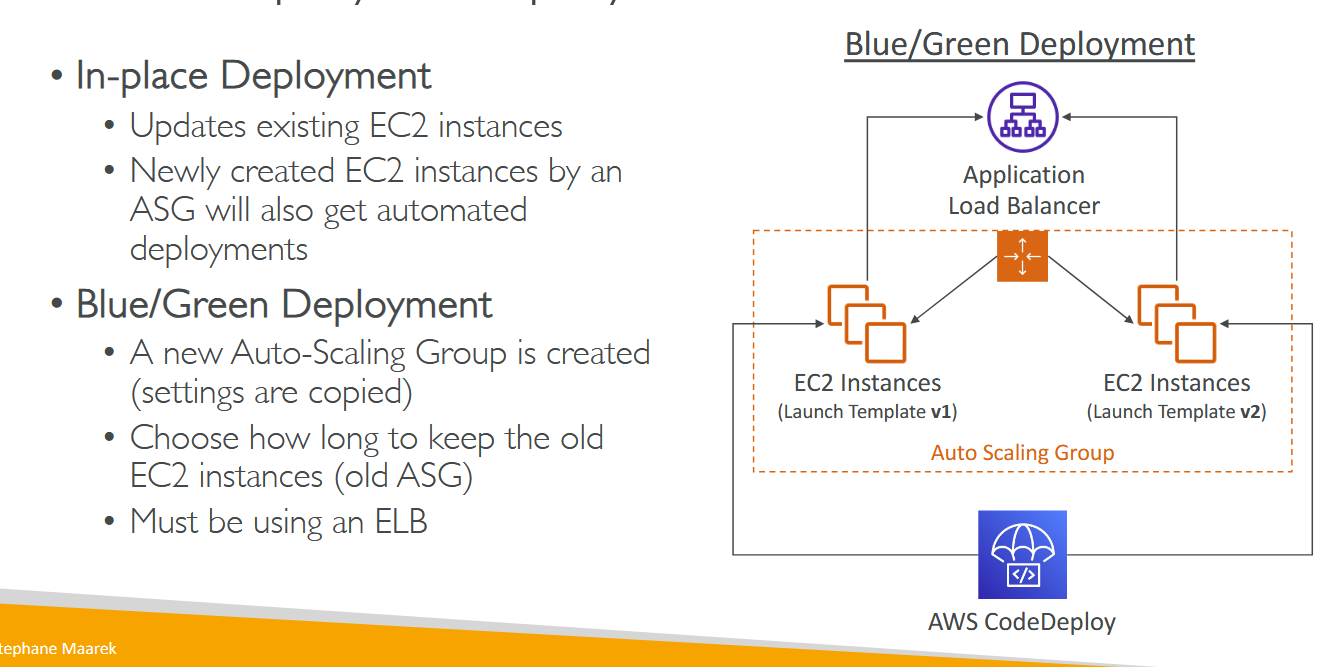 • In-place Deployment
• Updates existing EC2 instances
• Newly created EC2 instances by an
ASG will also get automated
deployments
• Blue/Green Deployment
• A new Auto-Scaling Group is created
(settings are copied)
• Choose how long to keep the old
EC2 instances (old ASG)
• Must be using an ELB
Blue/Green Deployment
Application
Load Balancer
EC2 Instances
(Launch Template v1)
EC2 Instances
(Launch Template v2)
Auto Scaling Group
</>
AWS CodeDeploy
tephane Maarek